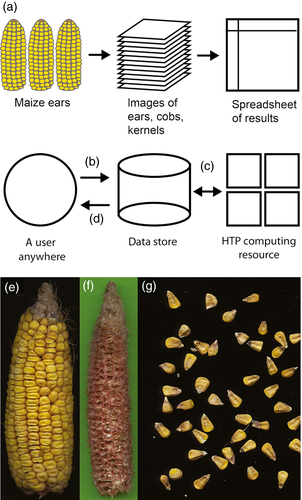 (a)
Maize ears
Images of
ears, cobs,
kernels
Spreadsheet
of results
(b)
(c)
(d)
A user
anywhere
Data store
HTP computing
resource
(e)
(f)
(g)